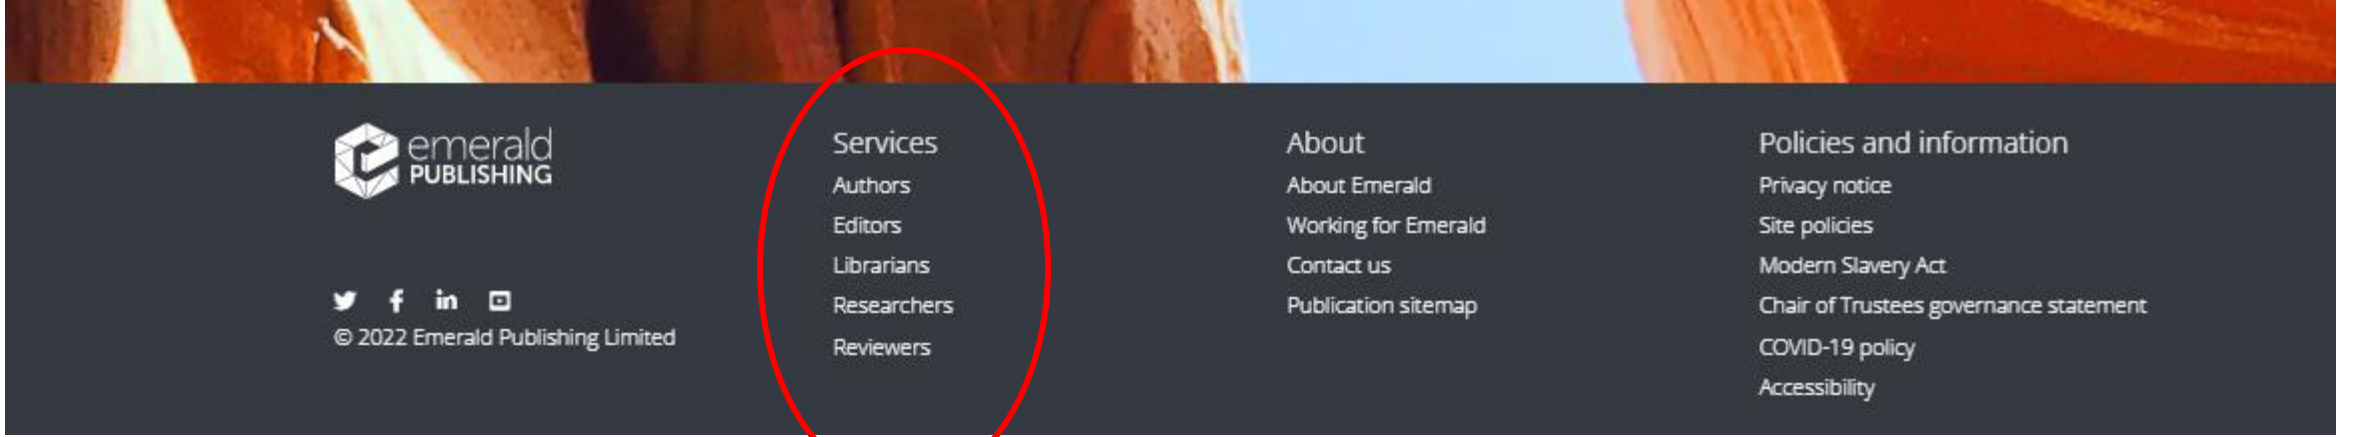 emerald
PUBLISHING
© 2022 Emerald Publishing Limited
Services
Authors
Editors
Librarians
Researchers
Reviewers
About
About Emerald
Working for Emerald
Contact us
Publication sitemap
Policies and information
Privacy notice
Site policies
Modern Slavery Act
Chair of Trustees governance statement
COVID-19 policy
Accessibility